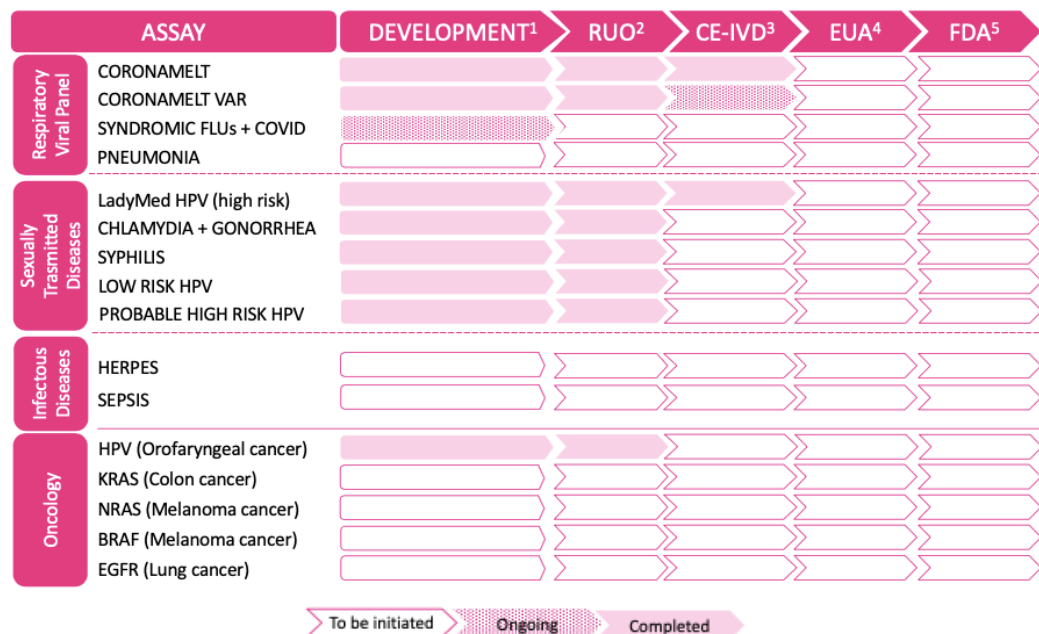 ASSAY DEVELOPMENT1 RUO2 CE-IVD3 EUA4 FDA5
Respiratory
Viral Panel
CORONAMELT
CORONAMELT VAR
SYNDROMIC FLUs + COVID
PNEUMONIA
Sexually
Trasmitted
Diseases
LadyMed HPV (high risk)
CHLAMYDIA + GONORRHEA
SYPHILIS
LOW RISK HPV
PROBABLE HIGH RISK HPV
Infectous
Diseases
HERPES
SEPSIS
Oncology
HPV (Orofaryngeal cancer)
KRAS (Colon cancer)
NRAS (Melanoma cancer)
BRAF (Melanoma cancer)
EGFR (Lung cancer)
To be initiated Ongoing Completed